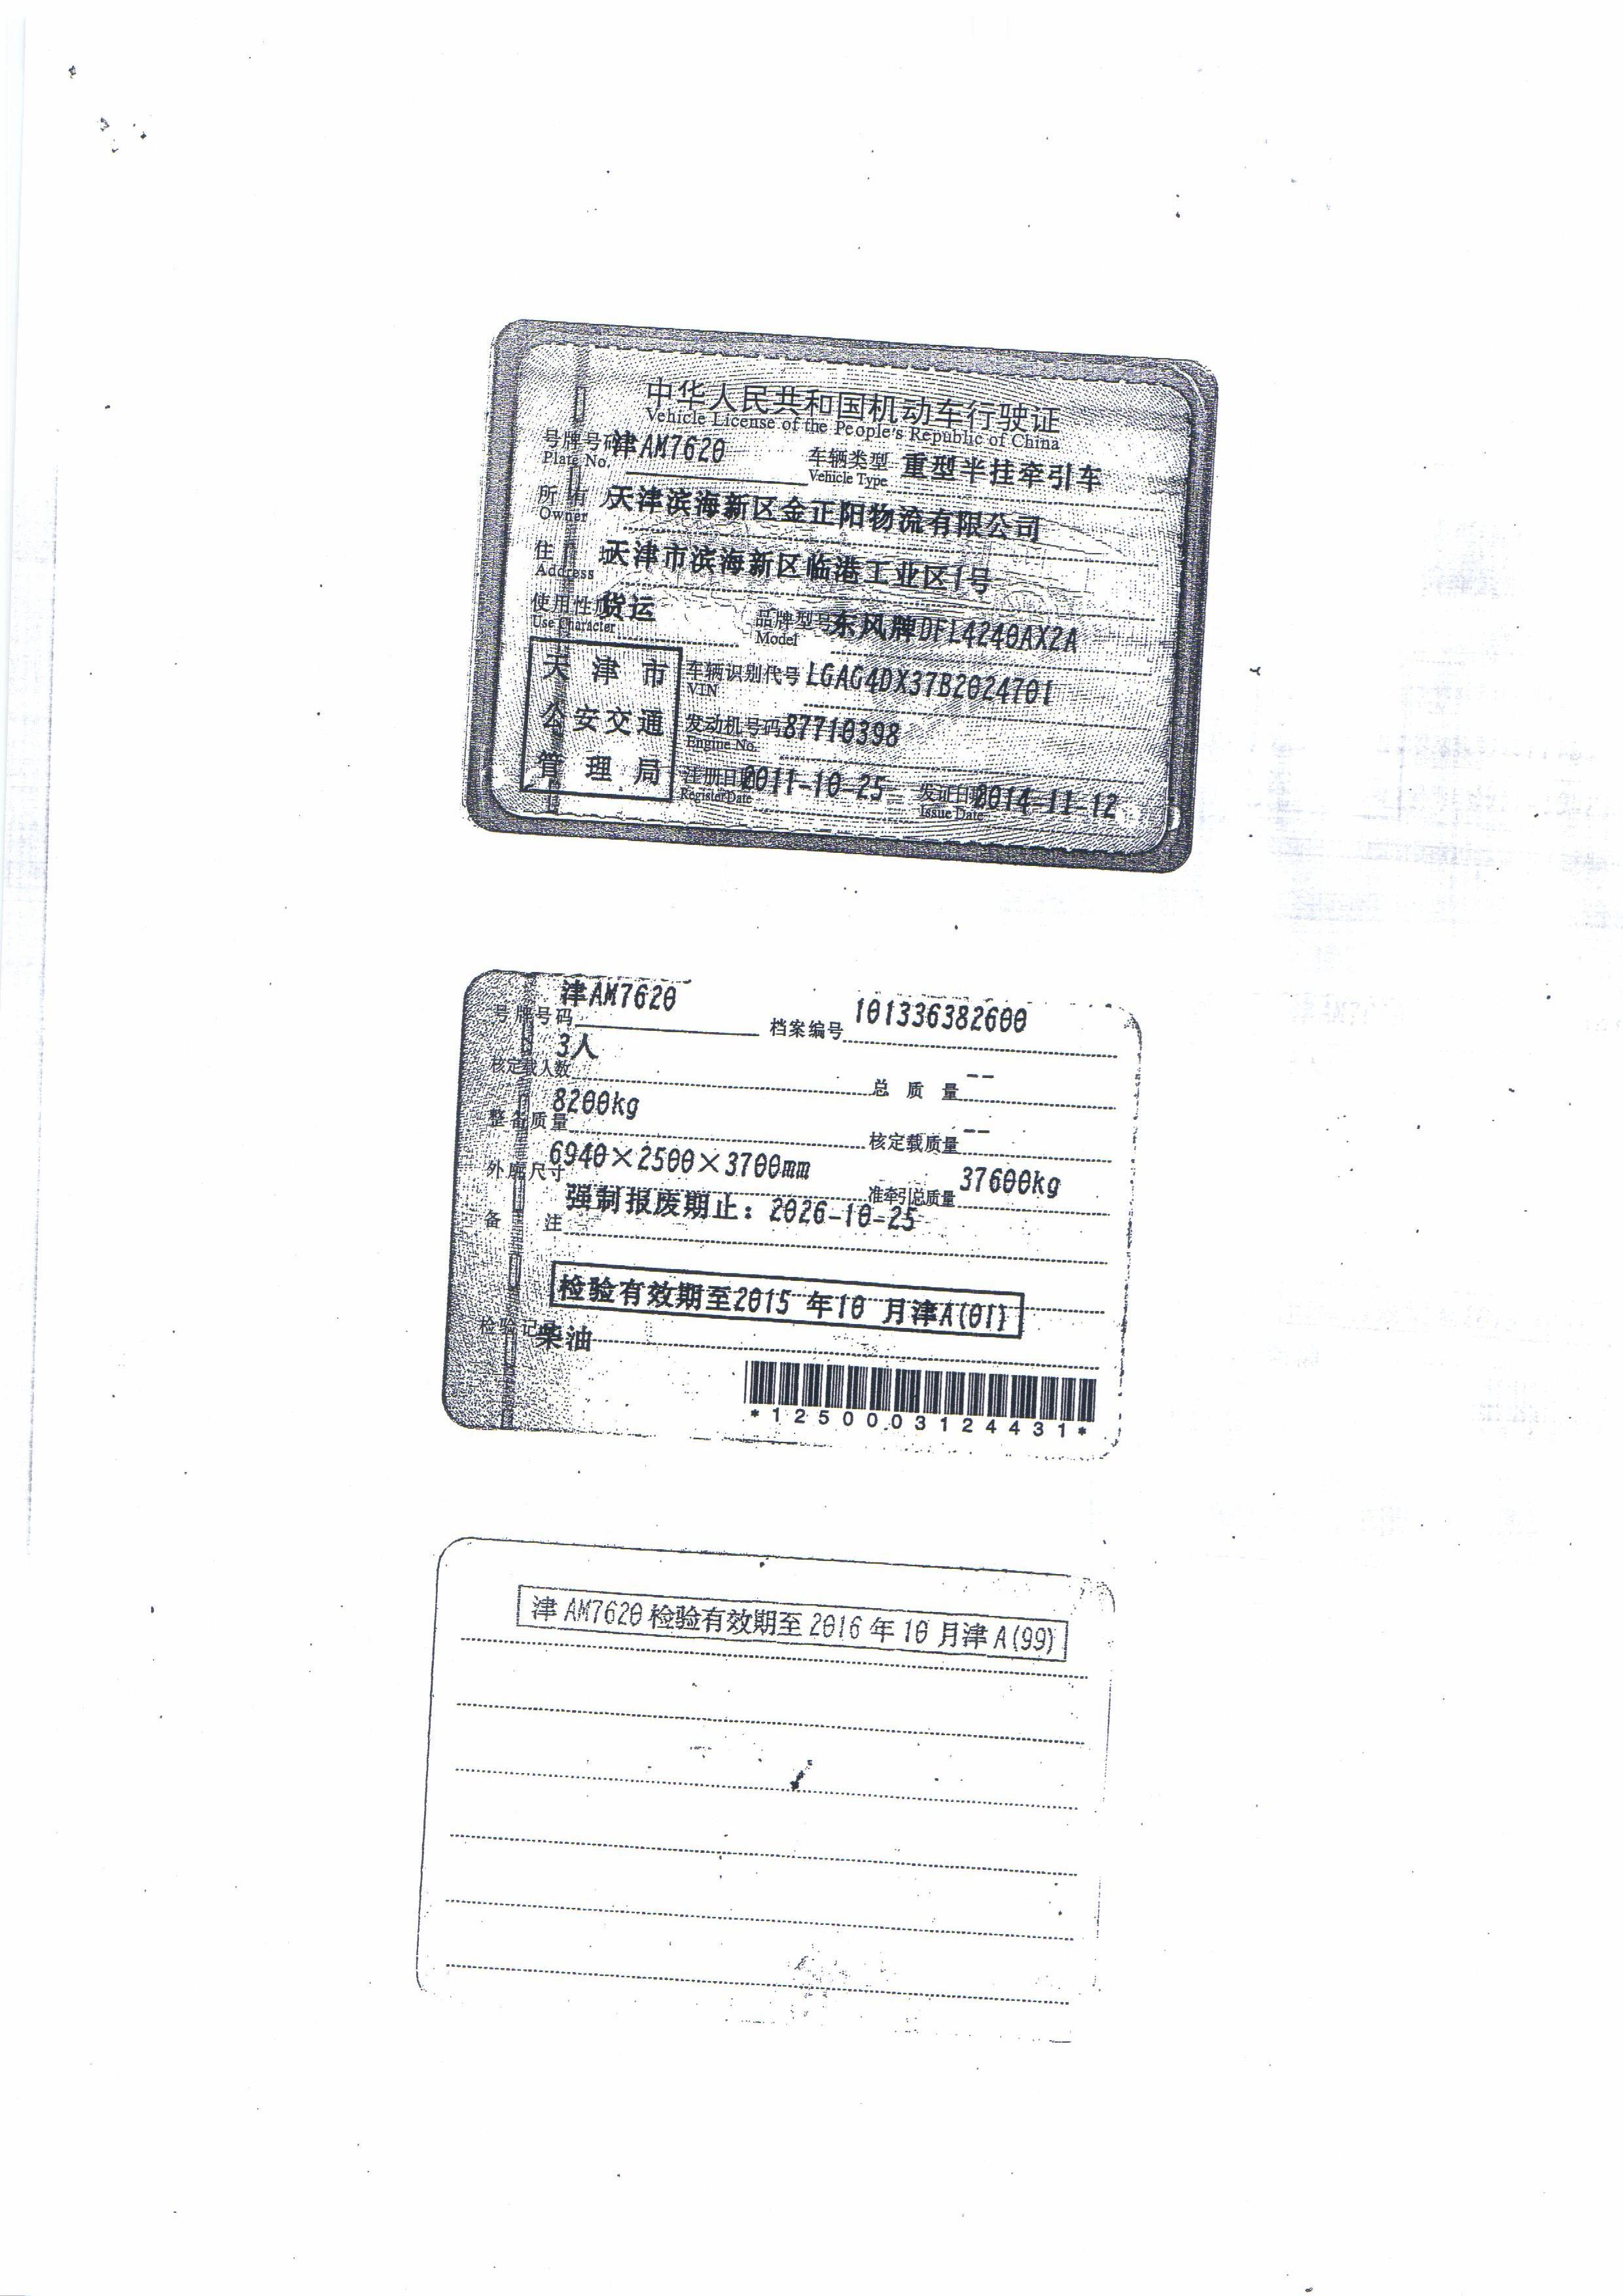 中华人民共和国机动车行驶证
Vehicle License of the People's Republic of China
号牌号码 津AM7620 车辆类型 重型半挂牵引车
Plate No. Vehicle Type
所有人 天津滨海新区金正阳物流有限公司
Owner
住址 天津市滨海新区临港工业区1号
Address
使用性质 货运 品牌型号 东风牌DFL4240AX2A
Use Character Model
天津市 车辆识别代号 LGAG4DX37B2024701
VIN
公安交通 发动机号码 87710398
Engine No.
管理局 注册日期 2011-10-25 发证日期 2014-11-12
Register Date Issue Date
号牌号码 津AM7620 档案编号 101336382600
核定载人数 3人 总质量 --
整备质量 8200kg 核定载质量 --
外廓尺寸 6940×2500×3700mm 准牵引总质量 37600kg
备注 强制报废期止：2026-10-25
检验有效期至2015年10月津A(01)
检验记录 柴油
*1250003124431*
津AM7620检验有效期至2016年10月津A(99)